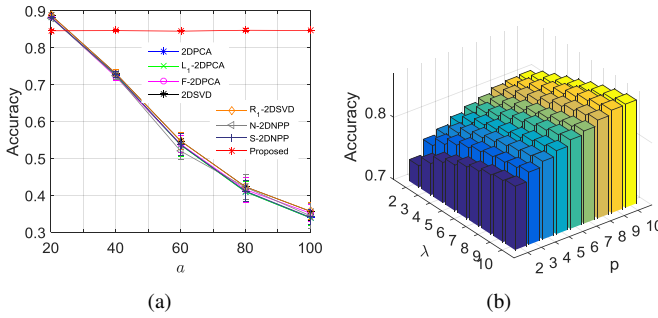 0.9
0.8
0.7
0.6
0.5
0.4
0.3
Accuracy
20
40
60
80
100
a
2DPCA
L1-2DPCA
F-2DPCA
2DSVD
R1-2DSVD
N-2DNPP
S-2DNPP
Proposed
(a)
Accuracy
0.8
0.7
2
3
4
5
6
7
8
9
10
λ
2
3
4
5
6
7
8
9
10
p
(b)